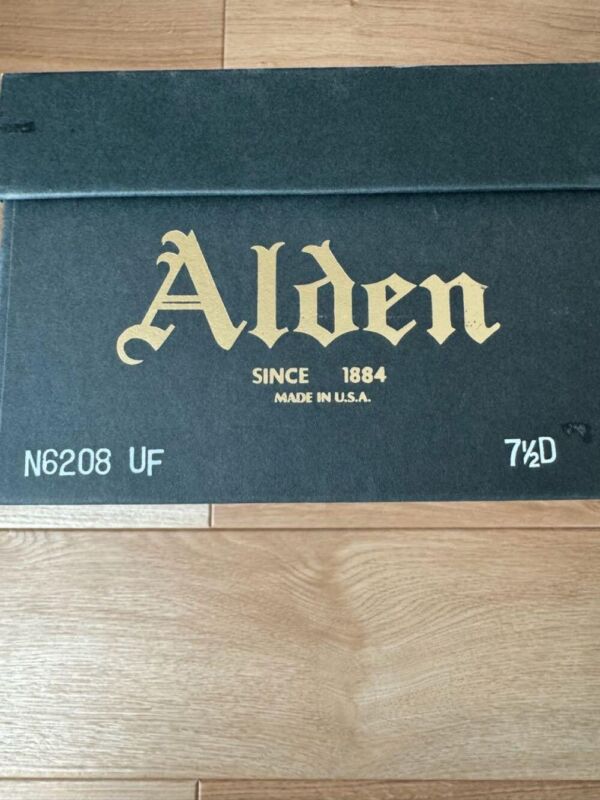 Alden
SINCE 1884
MADE IN U.S.A.
N6208 UF
7½D